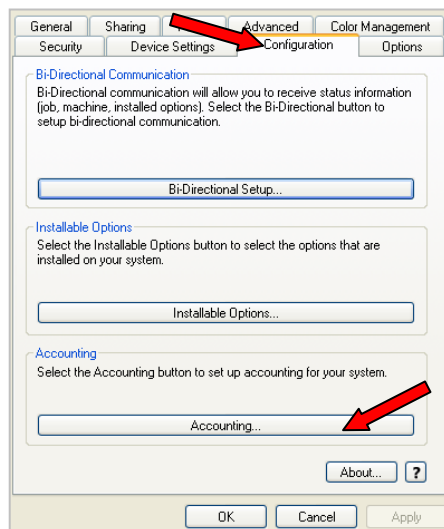 General Sharing Advanced Color Management
Security Device Settings Configuration Options
Bi-Directional Communication
Bi-Directional communication will allow you to receive status information
(job, machine, installed options). Select the Bi-Directional button to
setup bi-directional communication.
Bi-Directional Setup...
Installable Options
Select the Installable Options button to select the options that are
installed on your system.
Installable Options...
Accounting
Select the Accounting button to set up accounting for your system.
Accounting...
About... ?
OK Cancel Apply